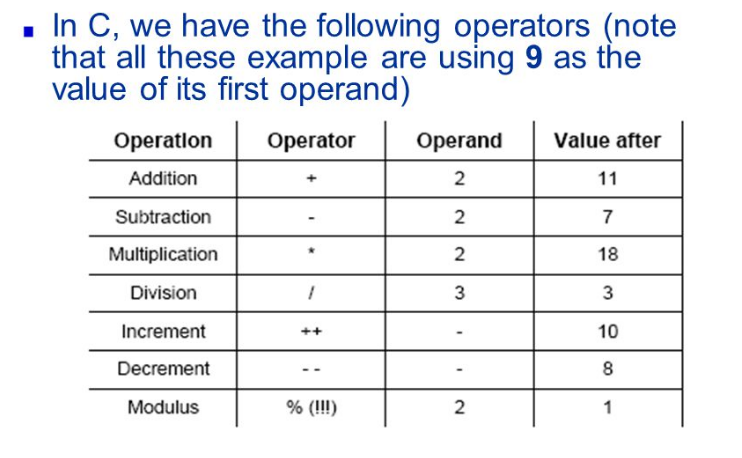 In C, we have the following operators (note
that all these example are using 9 as the
value of its first operand)
Operation Operator Operand Value after
Addition + 2 11
Subtraction - 2 7
Multiplication * 2 18
Division / 3 3
Increment ++ - 10
Decrement - - - 8
Modulus % (!!!) 2 1